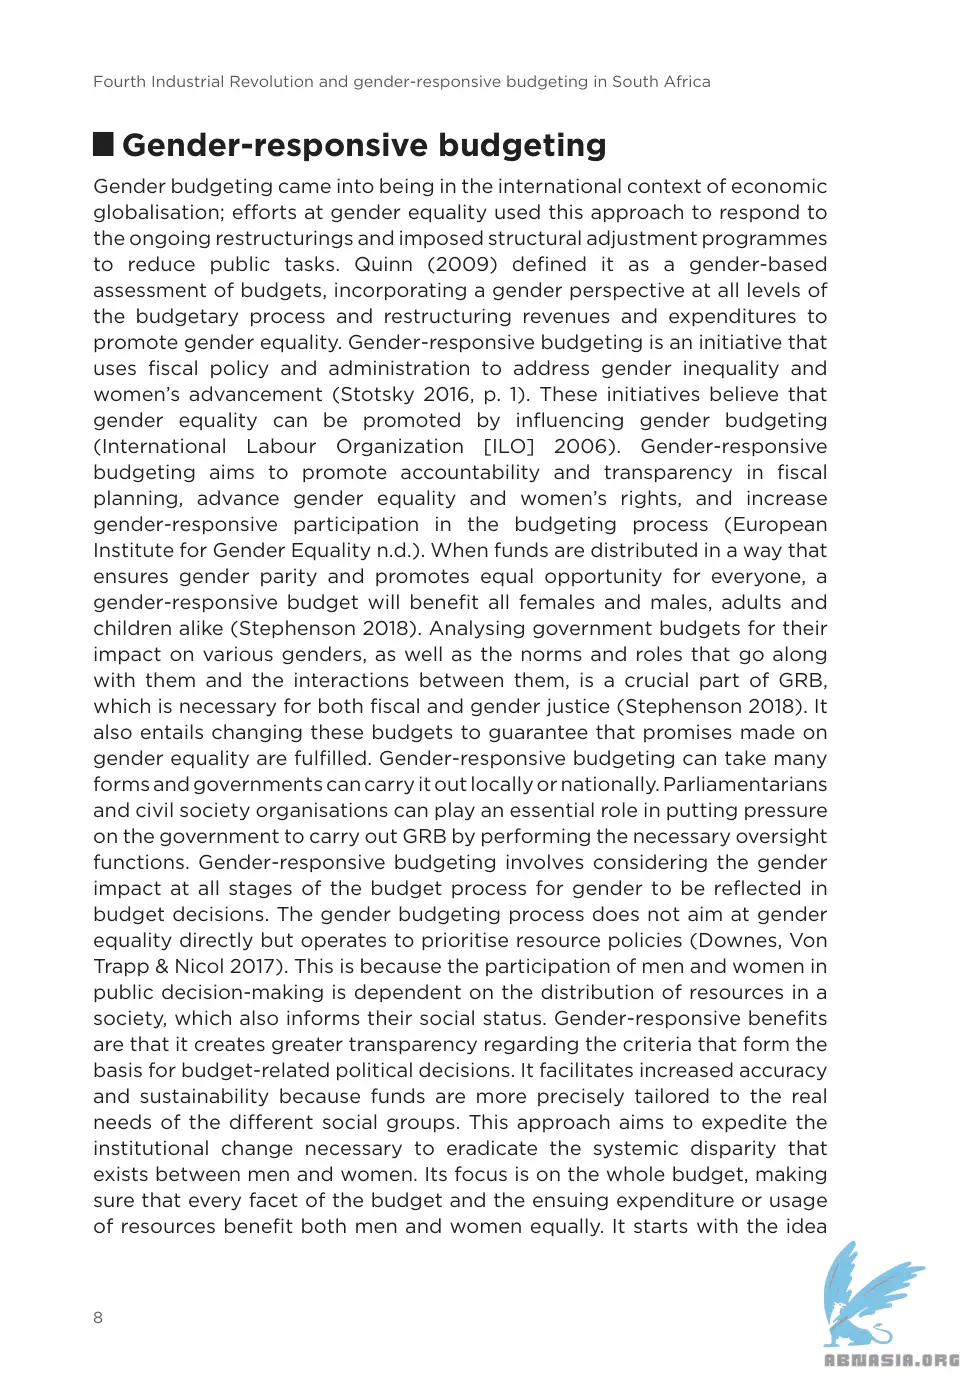 Fourth Industrial Revolution and gender-responsive budgeting in South Africa
Gender-responsive budgeting
Gender budgeting came into being in the international context of economic
globalisation; efforts at gender equality used this approach to respond to
the ongoing restructurings and imposed structural adjustment programmes
to reduce public tasks. Quinn (2009) defined it as a gender-based
assessment of budgets, incorporating a gender perspective at all levels of
the budgetary process and restructuring revenues and expenditures to
promote gender equality. Gender-responsive budgeting is an initiative that
uses fiscal policy and administration to address gender inequality and
women's advancement (Stotsky 2016, p. 1). These initiatives believe that
gender equality can be promoted by influencing gender budgeting
(International Labour Organization [ILO] 2006). Gender-responsive
budgeting aims to promote accountability and transparency in fiscal
planning, advance gender equality and women's rights, and increase
gender-responsive participation in the budgeting process (European
Institute for Gender Equality n.d.). When funds are distributed in a way that
ensures gender parity and promotes equal opportunity for everyone, a
gender-responsive budget will benefit all females and males, adults and
children alike (Stephenson 2018). Analysing government budgets for their
impact on various genders, as well as the norms and roles that go along
with them and the interactions between them, is a crucial part of GRB,
which is necessary for both fiscal and gender justice (Stephenson 2018). It
also entails changing these budgets to guarantee that promises made on
gender equality are fulfilled. Gender-responsive budgeting can take many
forms and governments can carry it out locally or nationally. Parliamentarians
and civil society organisations can play an essential role in putting pressure
on the government to carry out GRB by performing the necessary oversight
functions. Gender-responsive budgeting involves considering the gender
impact at all stages of the budget process for gender to be reflected in
budget decisions. The gender budgeting process does not aim at gender
equality directly but operates to prioritise resource policies (Downes, Von
Trapp & Nicol 2017). This is because the participation of men and women in
public decision-making is dependent on the distribution of resources in a
society, which also informs their social status. Gender-responsive benefits
are that it creates greater transparency regarding the criteria that form the
basis for budget-related political decisions. It facilitates increased accuracy
and sustainability because funds are more precisely tailored to the real
needs of the different social groups. This approach aims to expedite the
institutional change necessary to eradicate the systemic disparity that
exists between men and women. Its focus is on the whole budget, making
sure that every facet of the budget and the ensuing expenditure or usage
of resources benefit both men and women equally. It starts with the idea
8
ABNASIA.ORG